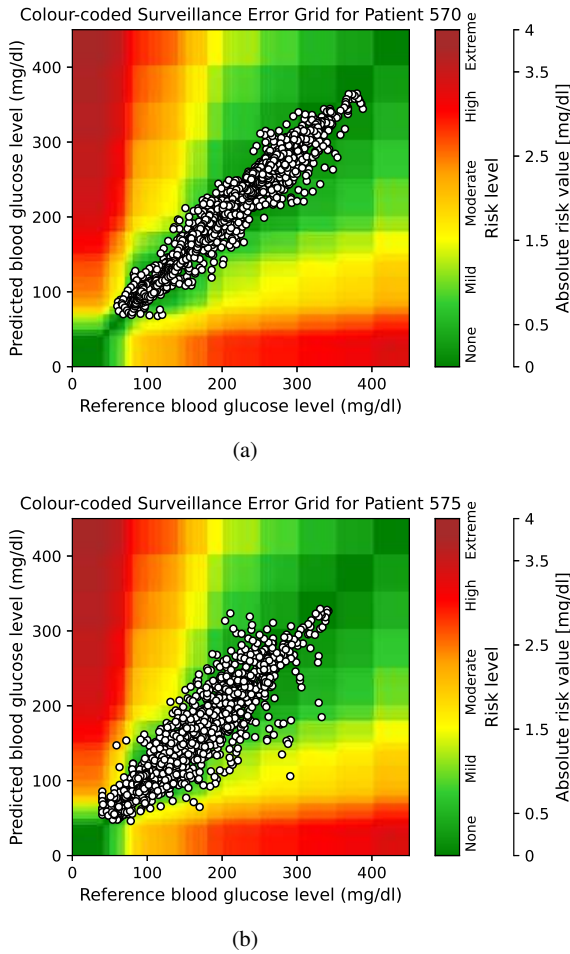 Colour-coded Surveillance Error Grid for Patient 570
Predicted blood glucose level (mg/dl)
400
300
200
100
0
0 100 200 300 400
Reference blood glucose level (mg/dl)
None Mild Moderate High Extreme
Risk level
4
3.5
2.5
1.5
0.5
0
Absolute risk value [mg/dl]
(a)
Colour-coded Surveillance Error Grid for Patient 575
Predicted blood glucose level (mg/dl)
400
300
200
100
0
0 100 200 300 400
Reference blood glucose level (mg/dl)
None Mild Moderate High Extreme
Risk level
4
3.5
2.5
1.5
0.5
0
Absolute risk value [mg/dl]
(b)